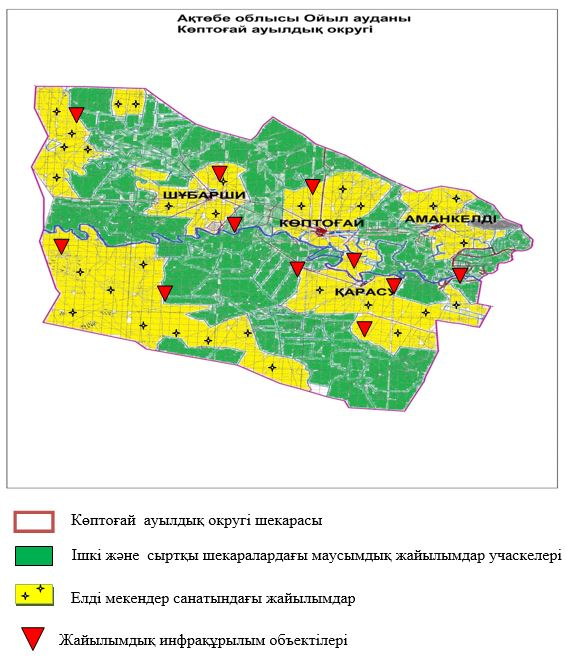 Ақтөбе облысы Ойыл ауданы
Көптоғай ауылдық округі
ШҰБАРШИ
КӨПТОҒАЙ
АМАНКЕЛДІ
ҚАРАСУ
Көптоғай ауылдық округі шекарасы
Ішкі және сыртқы шекаралардағы маусымдық жайылымдар учаскелері
Елді мекендер санатындағы жайылымдар
Жайылымдық инфрақұрылым объектілері